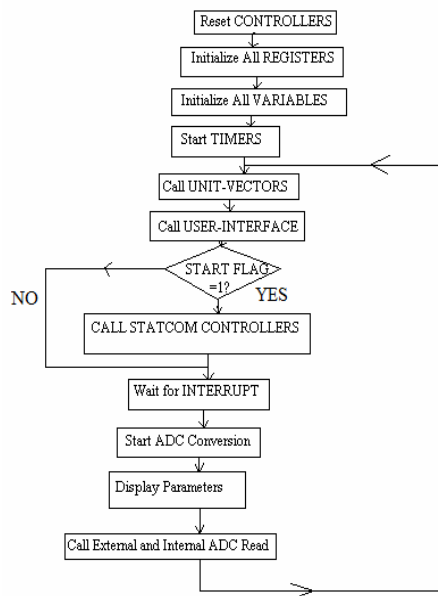 Reset CONTROLLERS
Initialize All REGISTERS
Initialize All VARIABLES
Start TIMERS
Call UNIT-VECTORS
Call USER-INTERFACE
START FLAG
=1?
NO
YES
CALL STATCOM CONTROLLERS
Wait for INTERRUPT
Start ADC Conversion
Display Parameters
Call External and Internal ADC Read